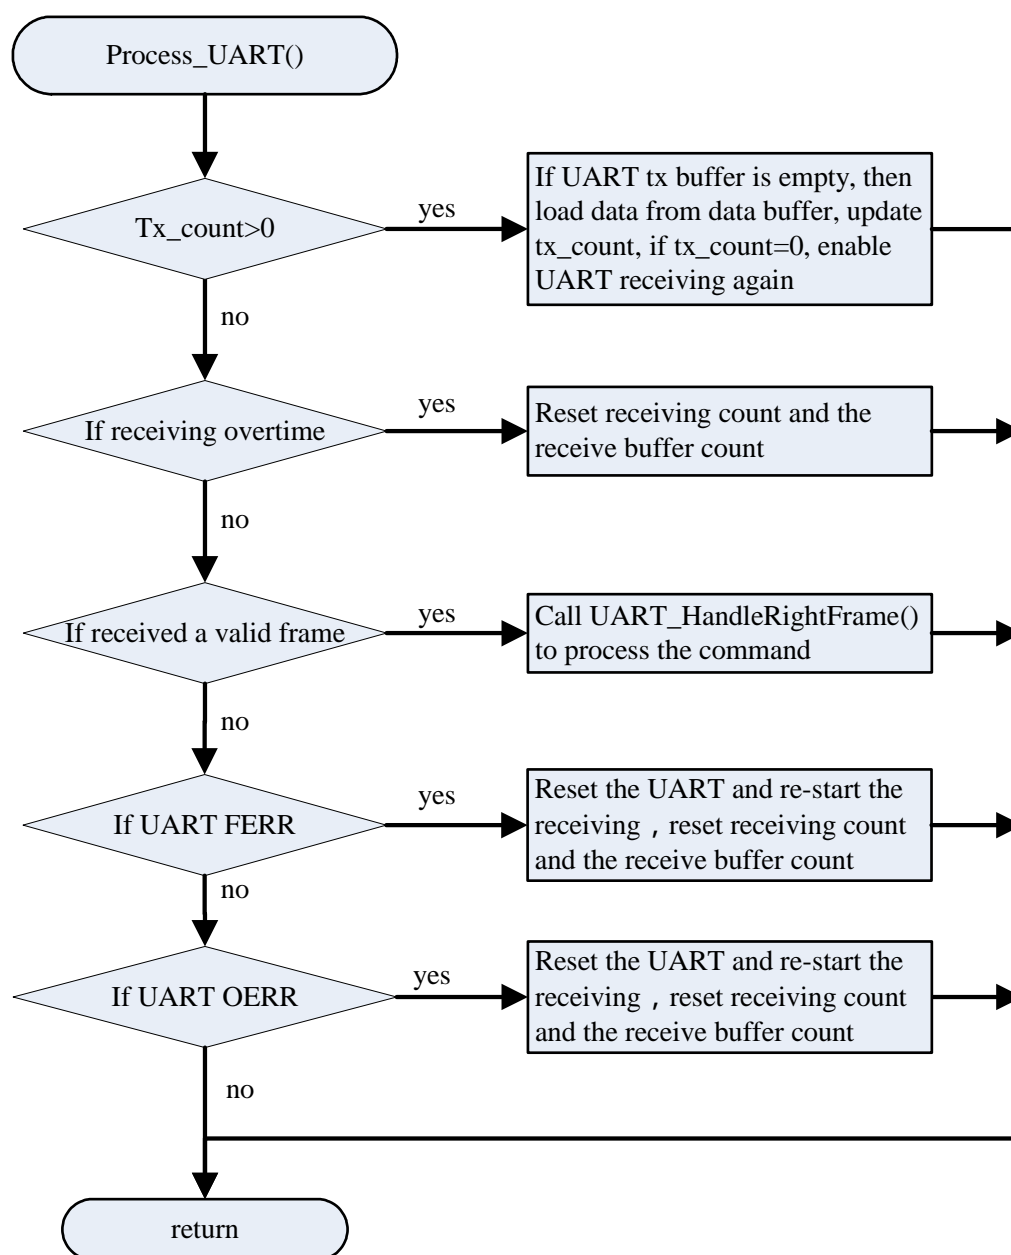 Process_UART()
Tx_count>0
yes
If UART tx buffer is empty, then
load data from data buffer, update
tx_count, if tx_count=0, enable
UART receiving again
no
If receiving overtime
yes
Reset receiving count and the
receive buffer count
no
If received a valid frame
yes
Call UART_HandleRightFrame()
to process the command
no
If UART FERR
yes
Reset the UART and re-start the
receiving , reset receiving count
and the receive buffer count
no
If UART OERR
yes
Reset the UART and re-start the
receiving , reset receiving count
and the receive buffer count
no
return